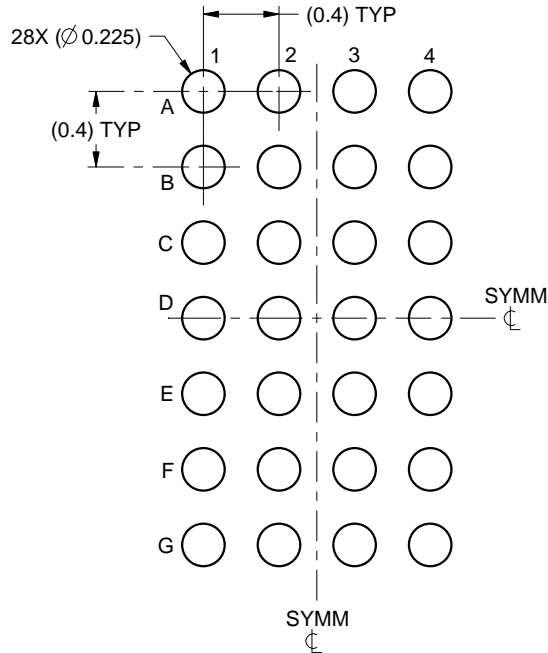 (0.4) TYP
28X (∅ 0.225)
1 2 3 4
A
(0.4) TYP
B
C
D
SYMM
℄
E
F
G
SYMM
℄